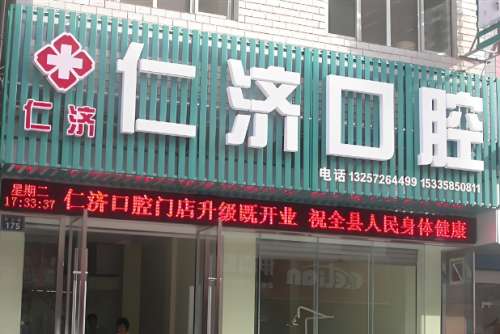 仁济
仁济口腔
电话 13257264499 15335850811
星期二
17:33:37
仁济口腔门店升级既开业 祝全县人民身体健康
175